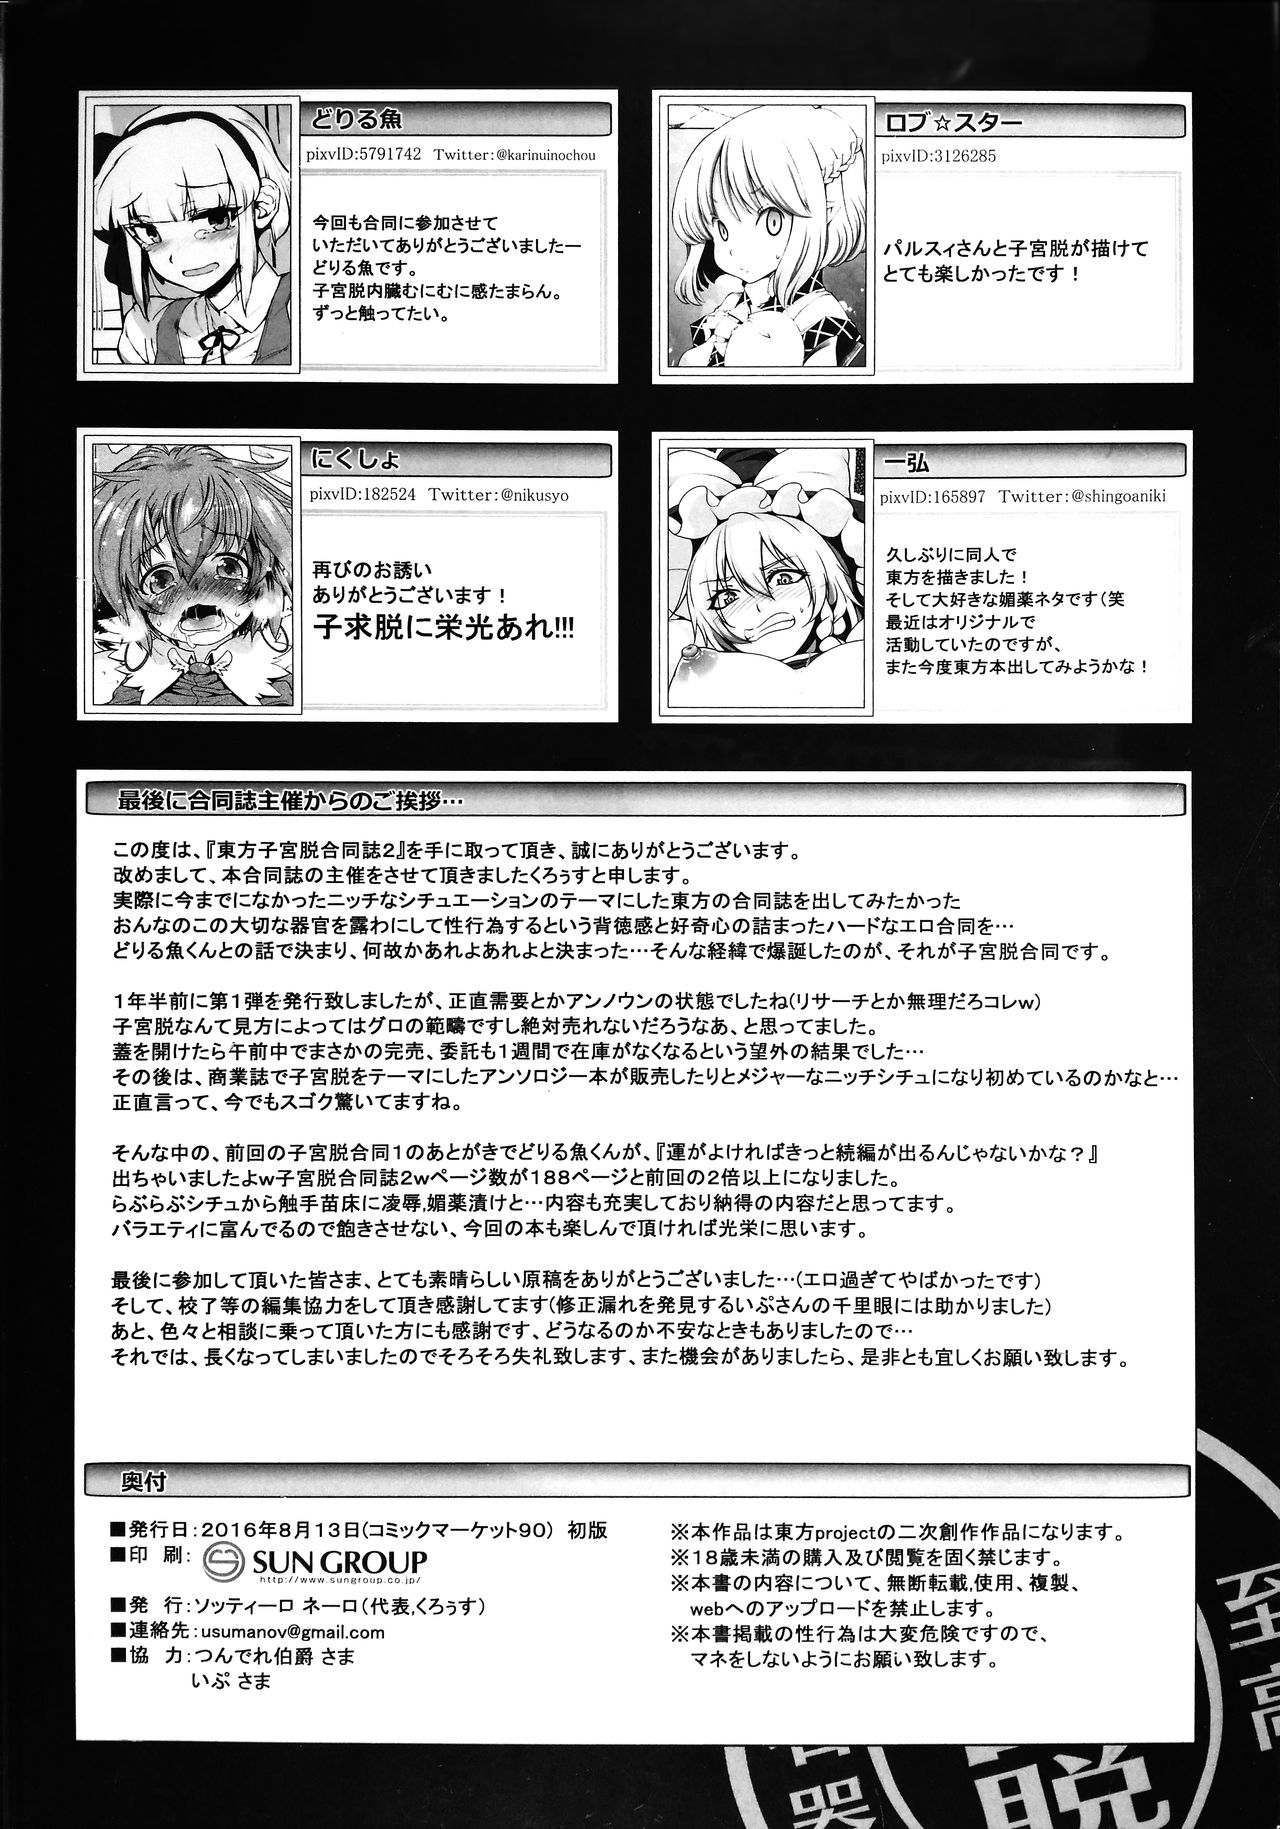 どりる魚
pixvID:5791742 Twitter:@karinuinochou
今回も合同に参加させて
いただいてありがとうございましたー
どりる魚です。
子宮脱内臓むにむに感たまらん。
ずっと触ってたい。
ロブ☆スター
pixvID:3126285
パルスィさんと子宮脱が描けて
とても楽しかったです!
にくしょ
pixvID:182524 Twitter:@nikusyo
再びのお誘い
ありがとうございます!
子求脱に栄光あれ!!!
一弘
pixvID:165897 Twitter:@shingoaniki
久しぶりに同人で
東方を描きました!
そして大好きな媚薬ネタです(笑
最近はオリジナルで
活動していたのですが、
また今度東方本出してみようかな!
最後に合同誌主催からのご挨拶…
この度は、『東方子宮脱合同誌2』を手に取って頂き、誠にありがとうございます。
改めまして、本合同誌の主催をさせて頂きましたくろぅすと申します。
実際に今までになかったニッチなシチュエーションのテーマにした東方の合同誌を出してみたかった
おんなのこの大切な器官を露わにして性行為するという背徳感と好奇心の詰まったハードなエロ合同を…
どりる魚くんとの話で決まり、何故かあれよあれよと決まった…そんな経緯で爆誕したのが、それが子宮脱合同です。
1年半前に第1弾を発行致しましたが、正直需要とかアンノウンの状態でしたね(リサーチとか無理だろコレw)
子宮脱なんて見方によってはグロの範疇ですし絶対売れないだろうなあ、と思ってました。
蓋を開けたら午前中でまさかの完売、委託も1週間で在庫がなくなるという望外の結果でした…
その後は、商業誌で子宮脱をテーマにしたアンソロジー本が販売したりとメジャーなニッチシチュになり初めているのかなと…
正直言って、今でもスゴク驚いてますね。
そんな中の、前回の子宮脱合同1のあとがきでどりる魚くんが、『運がよければきっと続編が出るんじゃないかな?』
出ちゃいましたよw子宮脱合同誌2wページ数が188ページと前回の2倍以上になりました。
らぶらぶシチュから触手苗床に凌辱,媚薬漬けと…内容も充実しており納得の内容だと思ってます。
バラエティに富んでるので飽きさせない、今回の本も楽しんで頂ければ光栄に思います。
最後に参加して頂いた皆さま、とても素晴らしい原稿をありがとうございました…(エロ過ぎてやばかったです)
そして、校了等の編集協力をして頂き感謝してます(修正漏れを発見するいぷさんの千里眼には助かりました)
あと、色々と相談に乗って頂いた方にも感謝です、どうなるのか不安なときもありましたので…
それでは、長くなってしまいましたのでそろそろ失礼致します、また機会がありましたら、是非とも宜しくお願い致します。
奥付
■発行日:2016年8月13日(コミックマーケット90) 初版
■印 刷: SUN GROUP
http://www.sungroup.co.jp/
■発 行:ソッティーロ ネーロ(代表,くろぅす)
■連絡先:usumanov@gmail.com
■協 力:つんでれ伯爵 さま
いぷ さま
※本作品は東方projectの二次創作作品になります。
※18歳未満の購入及び閲覧を固く禁じます。
※本書の内容について、無断転載,使用、複製、
webへのアップロードを禁止します。
※本書掲載の性行為は大変危険ですので、
マネをしないようにお願い致します。
至高
脱
器